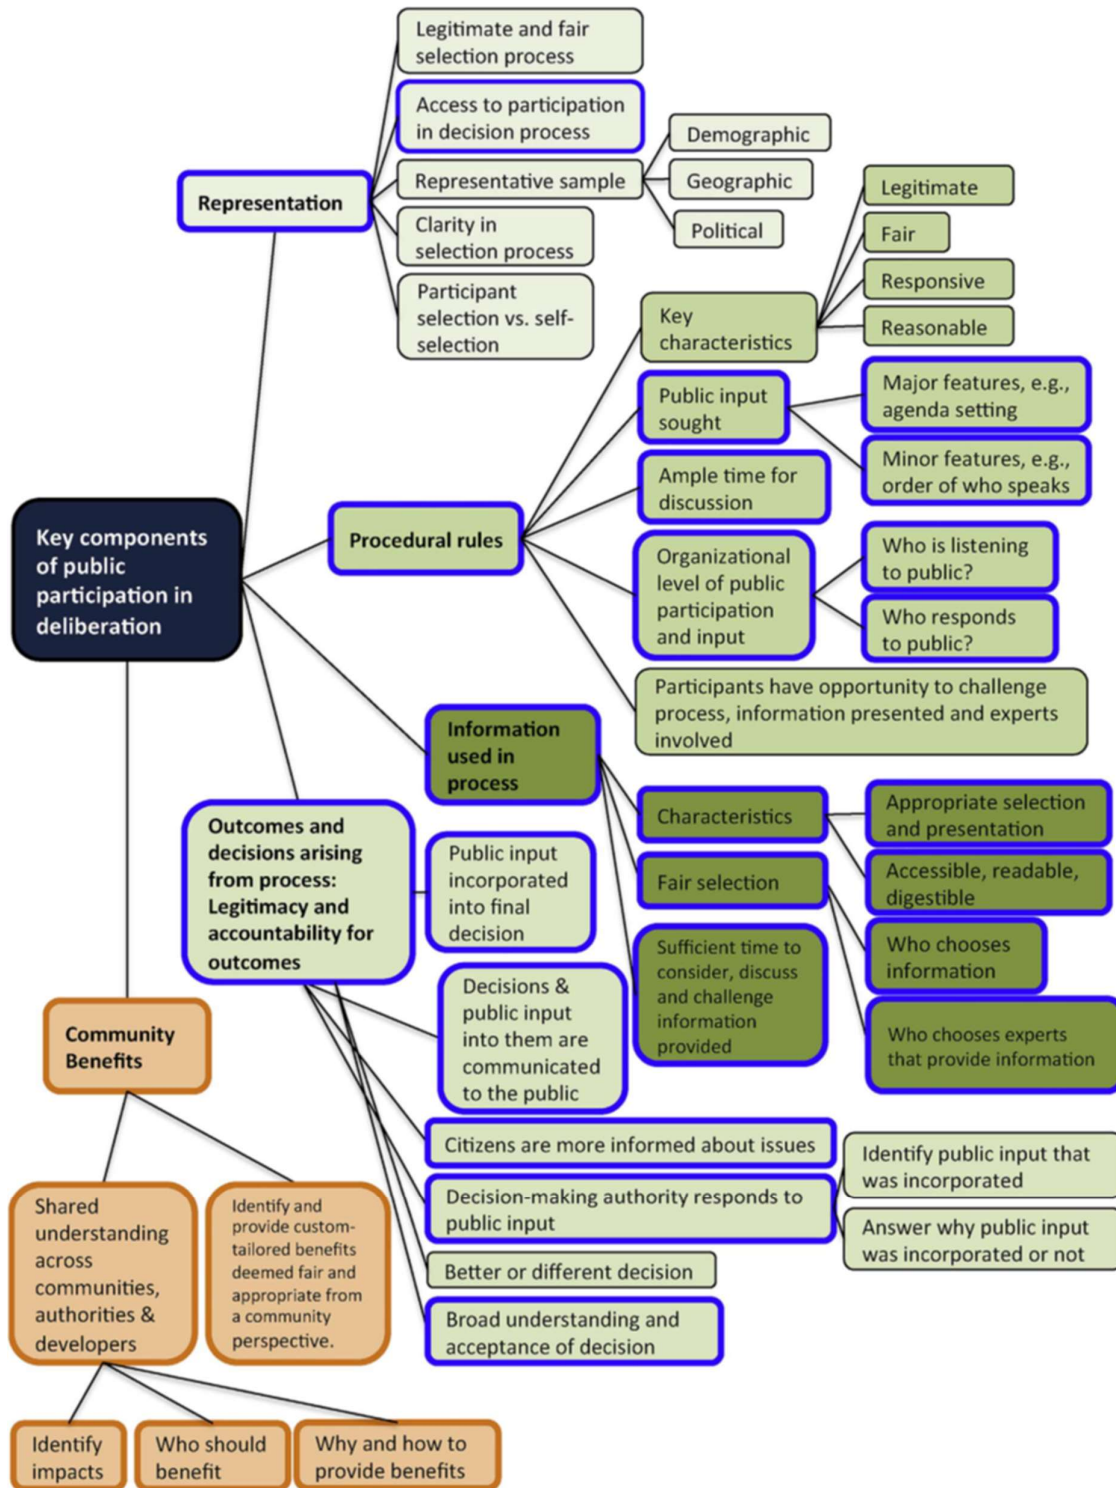 Legitimate and fair
selection process
Access to participation
in decision process
Representation
Representative sample
Demographic
Geographic
Political
Clarity in
selection process
Participant
selection vs. self-
selection
Key
characteristics
Legitimate
Fair
Responsive
Reasonable
Public input
sought
Major features, e.g.,
agenda setting
Minor features, e.g.,
order of who speaks
Ample time for
discussion
Key components
of public
participation in
deliberation
Procedural rules
Organizational
level of public
participation
and input
Who is listening
to public?
Who responds
to public?
Participants have opportunity to challenge
process, information presented and experts
involved
Information
used in
process
Characteristics
Appropriate selection
and presentation
Accessible, readable,
digestible
Fair selection
Who chooses
information
Who chooses experts
that provide information
Sufficient time to
consider, discuss
and challenge
information
provided
Outcomes and
decisions arising
from process:
Legitimacy and
accountability for
outcomes
Public input
incorporated
into final
decision
Decisions &
public input
into them are
communicated
to the public
Citizens are more informed about issues
Decision-making authority responds to
public input
Identify public input that
was incorporated
Answer why public input
was incorporated or not
Better or different decision
Broad understanding and
acceptance of decision
Community
Benefits
Shared
understanding
across
communities,
authorities &
developers
Identify and
provide custom-
tailored benefits
deemed fair and
appropriate from
a community
perspective.
Identify
impacts
Who should
benefit
Why and how to
provide benefits